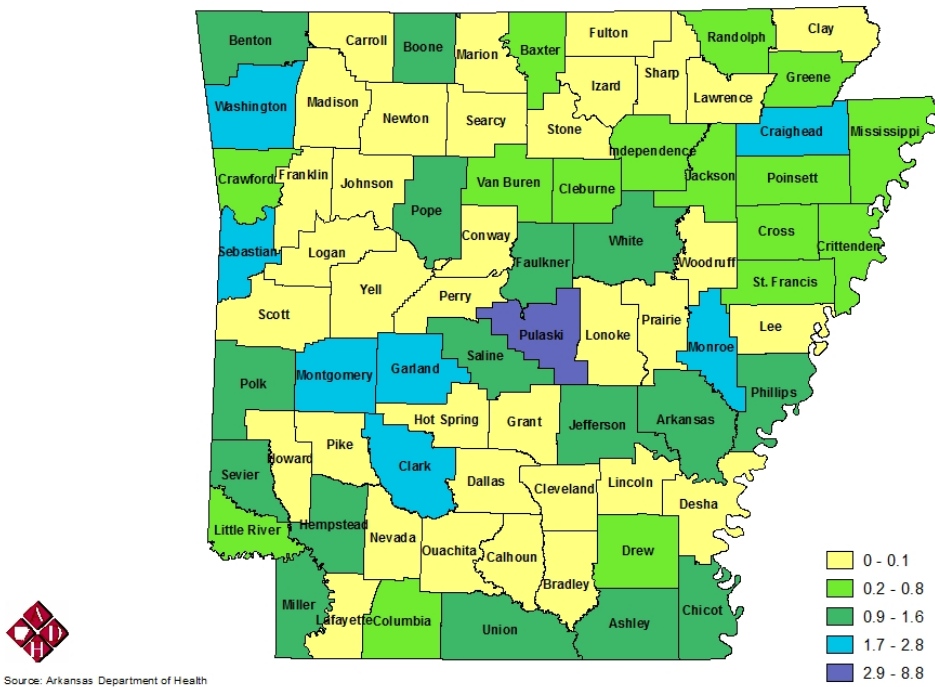 Benton
Carroll
Boone
Marion
Baxter
Fulton
Randolph
Clay
Washington
Madison
Newton
Searcy
Stone
Izard
Sharp
Lawrence
Greene
Craighead
Mississippi
Crawford
Franklin
Johnson
Pope
Van Buren
Cleburne
Independence
Jackson
Poinsett
Sebastian
Logan
Conway
Faulkner
White
Woodruff
Cross
Crittenden
St. Francis
Scott
Yell
Perry
Pulaski
Lonoke
Prairie
Monroe
Lee
Polk
Montgomery
Garland
Saline
Phillips
Hot Spring
Grant
Jefferson
Arkansas
Sevier
Howard
Pike
Clark
Dallas
Cleveland
Lincoln
Desha
Little River
Hempstead
Nevada
Ouachita
Calhoun
Bradley
Drew
Miller
Lafayette
Columbia
Union
Ashley
Chicot
0 - 0.1
0.2 - 0.8
0.9 - 1.6
1.7 - 2.8
2.9 - 8.8
A
D
H
Source: Arkansas Department of Health